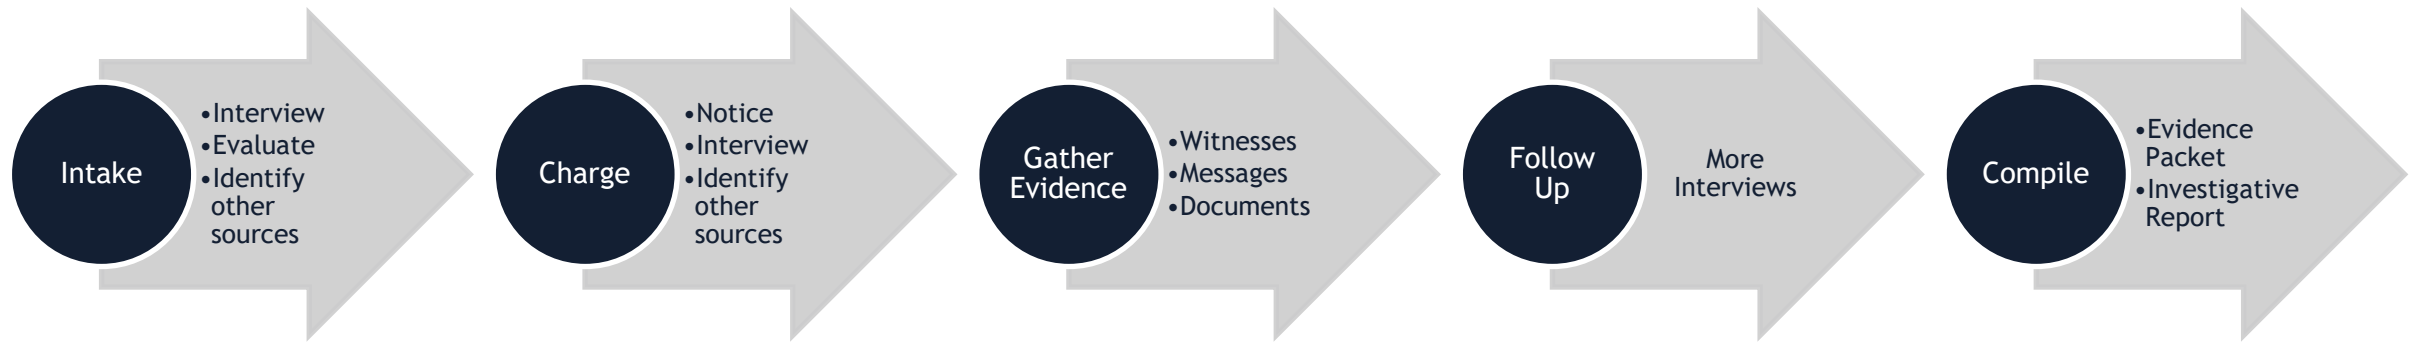 Intake
•Interview
•Evaluate
•Identify
other
sources
Charge
•Notice
•Interview
•Identify
other
sources
Gather
Evidence
•Witnesses
•Messages
•Documents
Follow
Up
More
Interviews
Compile
•Evidence
Packet
•Investigative
Report